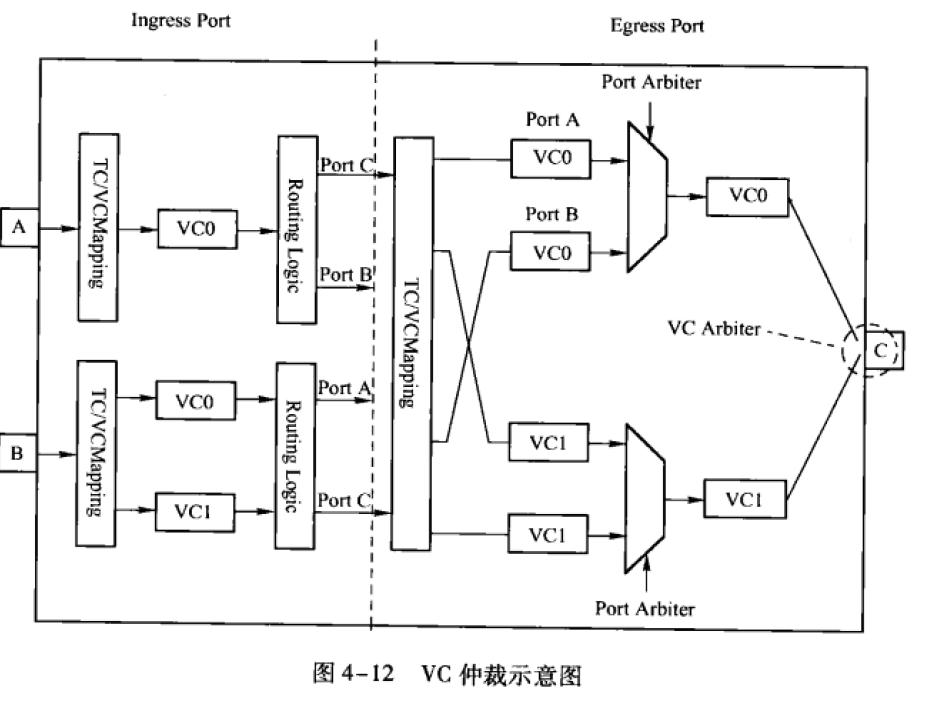 Ingress Port
Egress Port
Port Arbiter
A
TC/VCMapping
VC0
Routing Logic
Port C
Port B
B
TC/VCMapping
VC0
VC1
Routing Logic
Port A
Port C
TC/VCMapping
Port A
VC0
Port B
VC0
VC0
VC Arbiter
C
VC1
VC1
VC1
Port Arbiter
图 4-12 VC 仲裁示意图